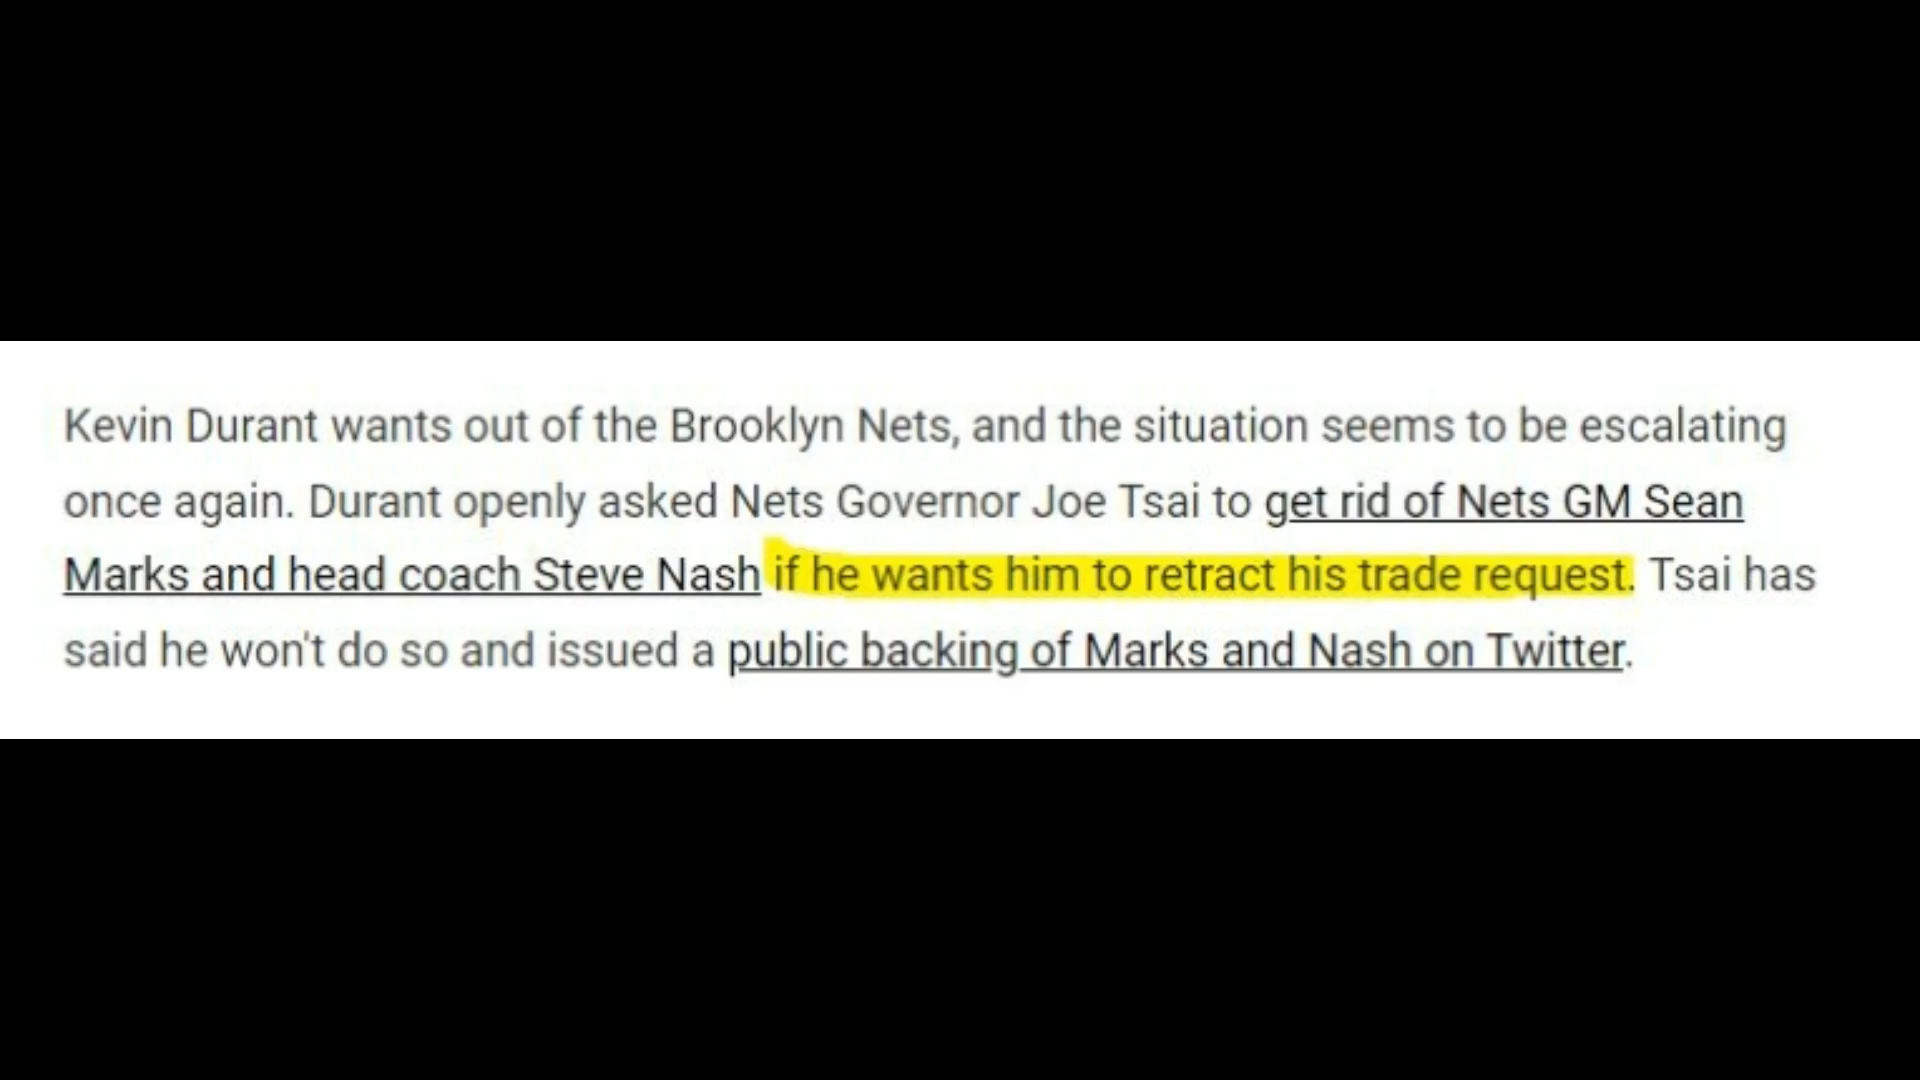 Kevin Durant wants out of the Brooklyn Nets, and the situation seems to be escalating
once again. Durant openly asked Nets Governor Joe Tsai to get rid of Nets GM Sean
Marks and head coach Steve Nash if he wants him to retract his trade request. Tsai has
said he won't do so and issued a public backing of Marks and Nash on Twitter.